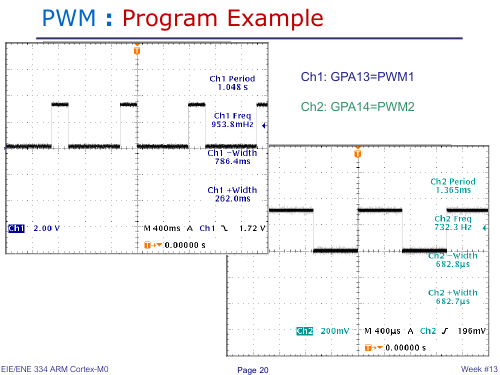 PWM : Program Example
Ch1 Period
1.048 s
Ch1 Freq
953.8mHz
Ch1 −Width
786.4ms
Ch1 +Width
262.0ms
Ch1 2.00 V M 400ms A Ch1 1.72 V
0.00000 s
Ch1: GPA13=PWM1
Ch2: GPA14=PWM2
Ch2 Period
1.365ms
Ch2 Freq
732.3 Hz
Ch2 −Width
682.8µs
Ch2 +Width
682.7µs
Ch2 200mV M 400µs A Ch2 196mV
0.00000 s
EIE/ENE 334 ARM Cortex-M0 Page 20 Week #13